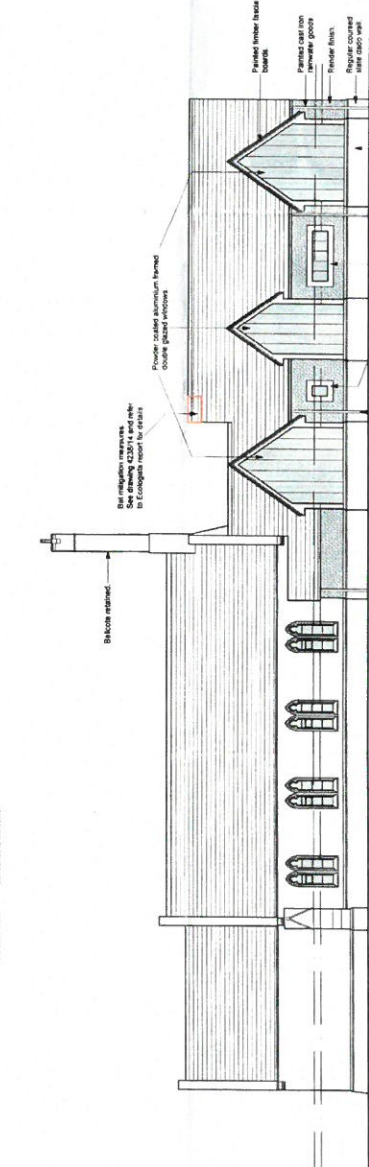 Painted timber fascia
boards.
Painted cast iron
rainwater goods
Render finish.
Regular coursed
slate dado wall.
Powder coated aluminium framed
double glazed windows.
Bat mitigation measures.
See drawing 4238/14 and refer
to Ecologists report for details
Bellcote retained.